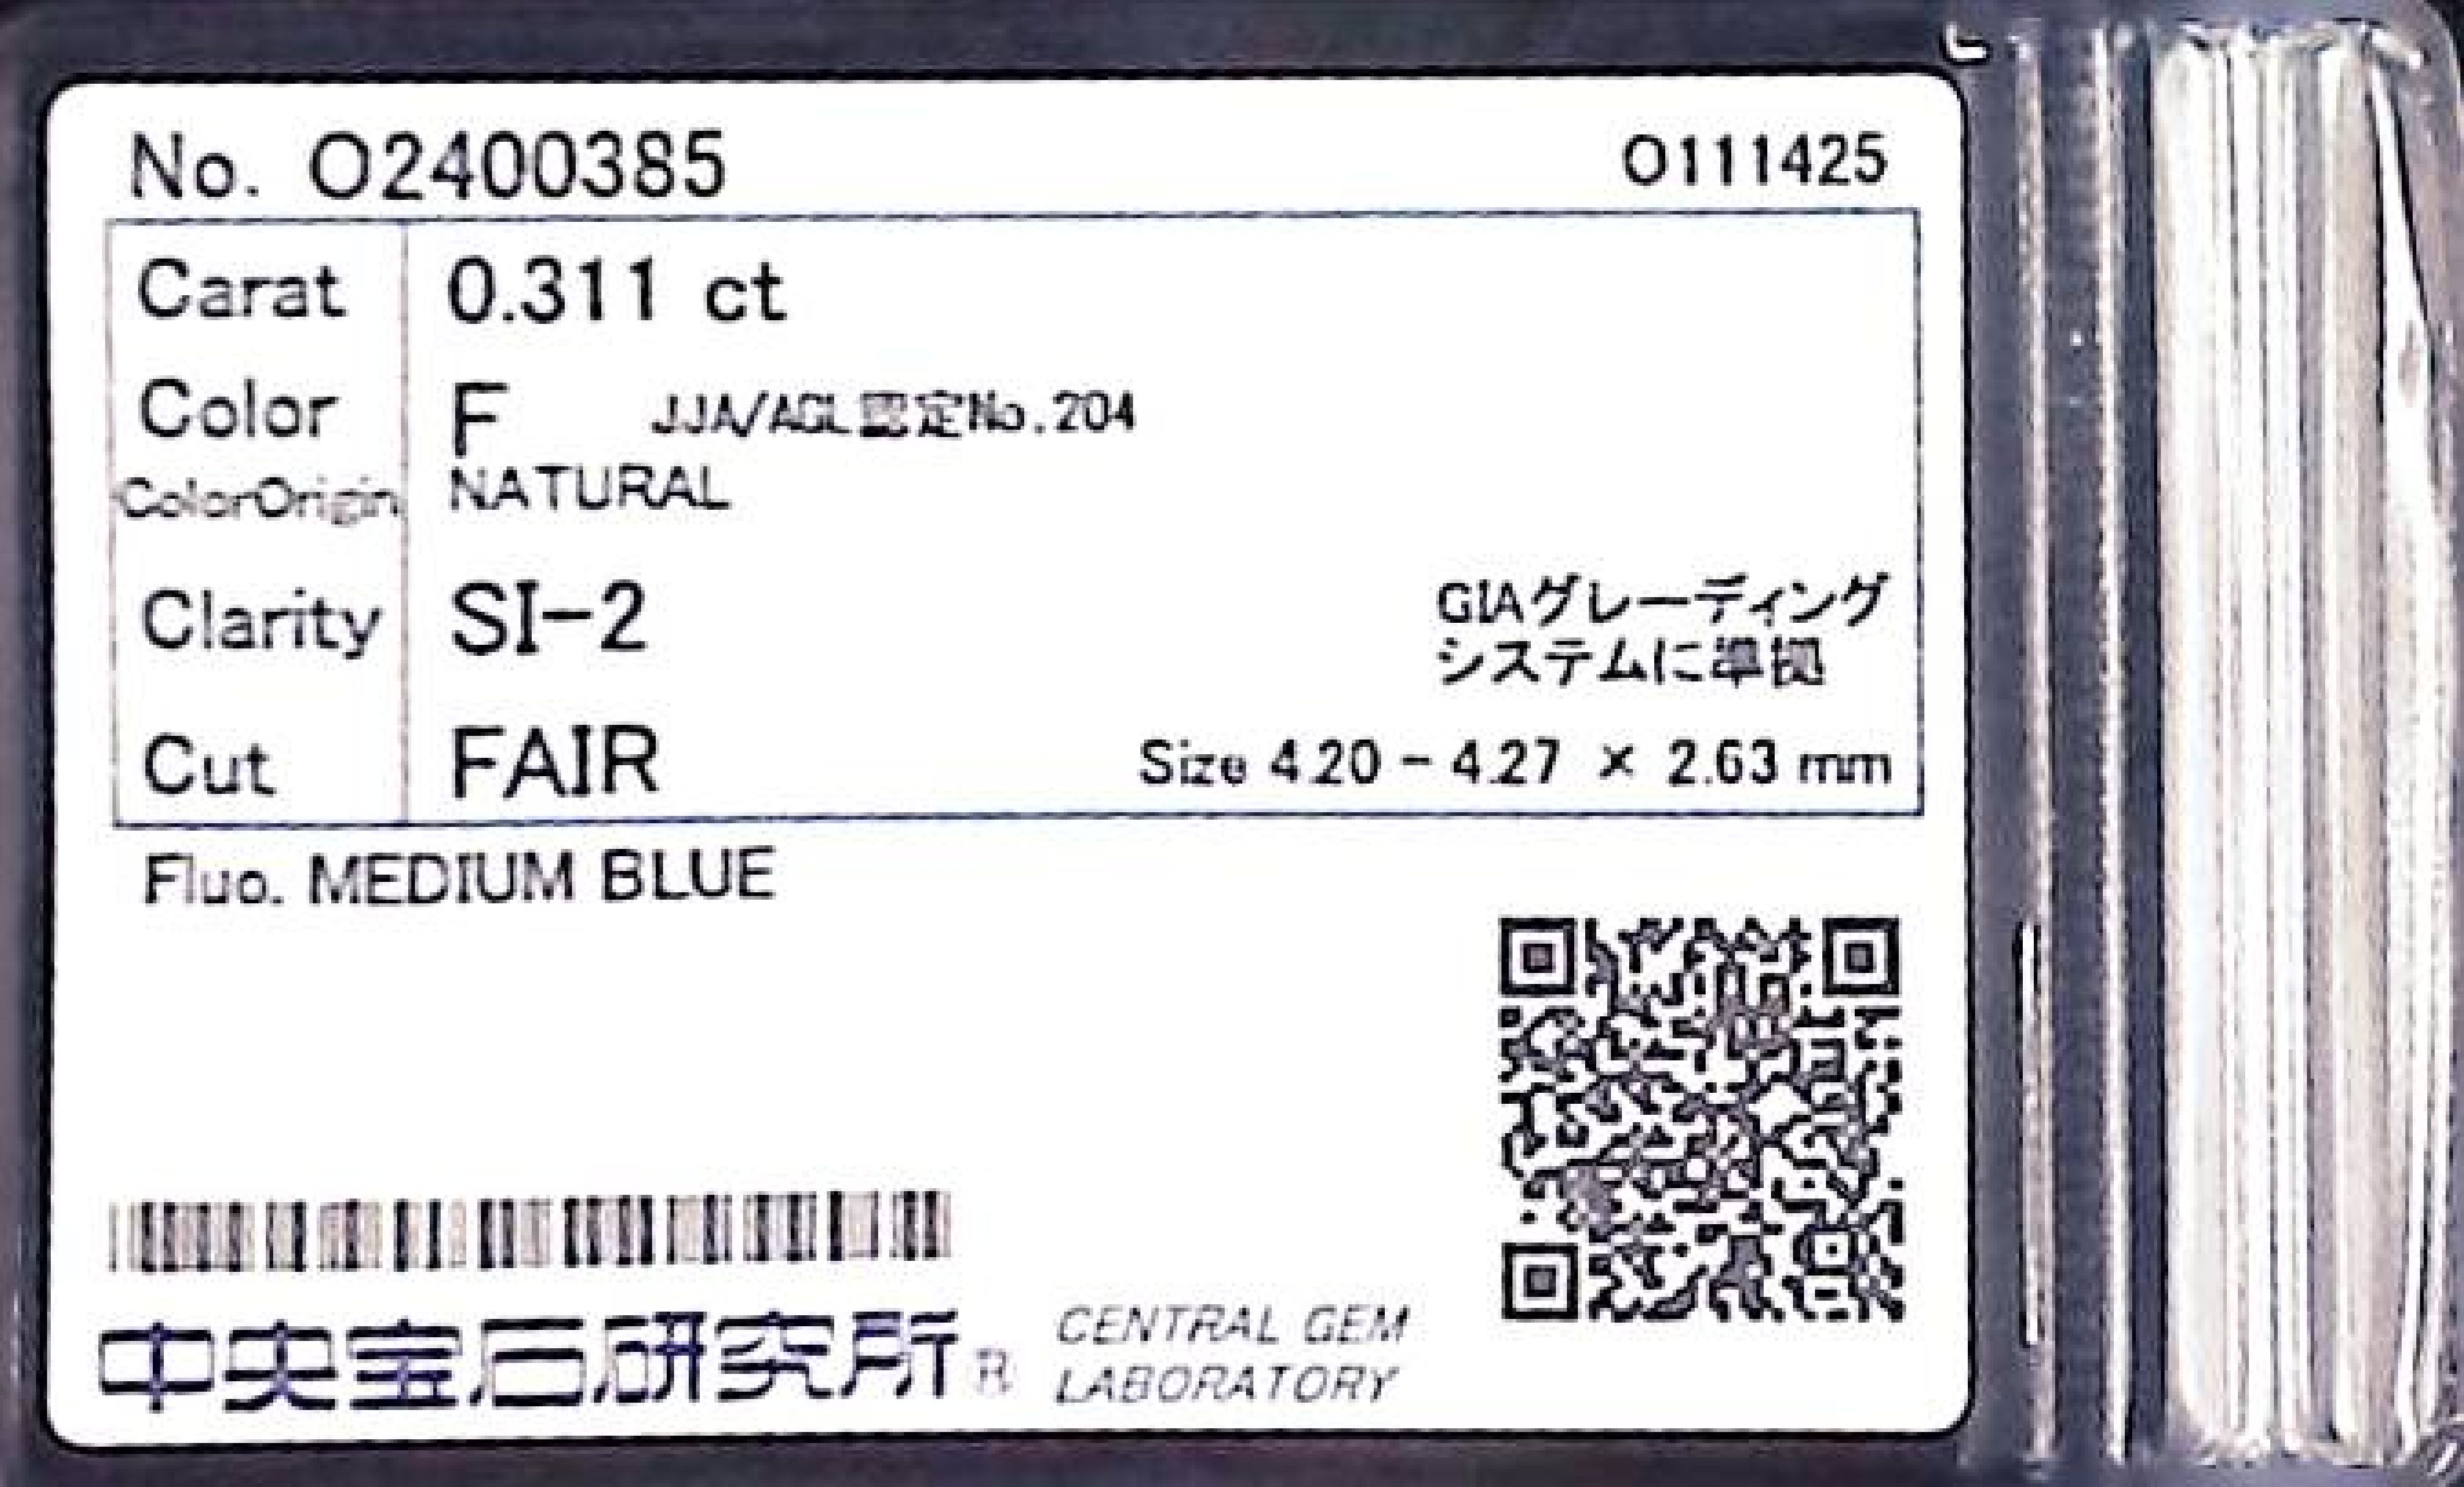 No. O2400385 O111425
Carat 0.311 ct
Color F JJA/AGL認定No.204
ColorOrigin NATURAL
Clarity SI-2 GIAグレーディング
システムに準拠
Cut FAIR Size 4.20 - 4.27 × 2.63 mm
Fluo. MEDIUM BLUE
中央宝石研究所® CENTRAL GEM
LABORATORY